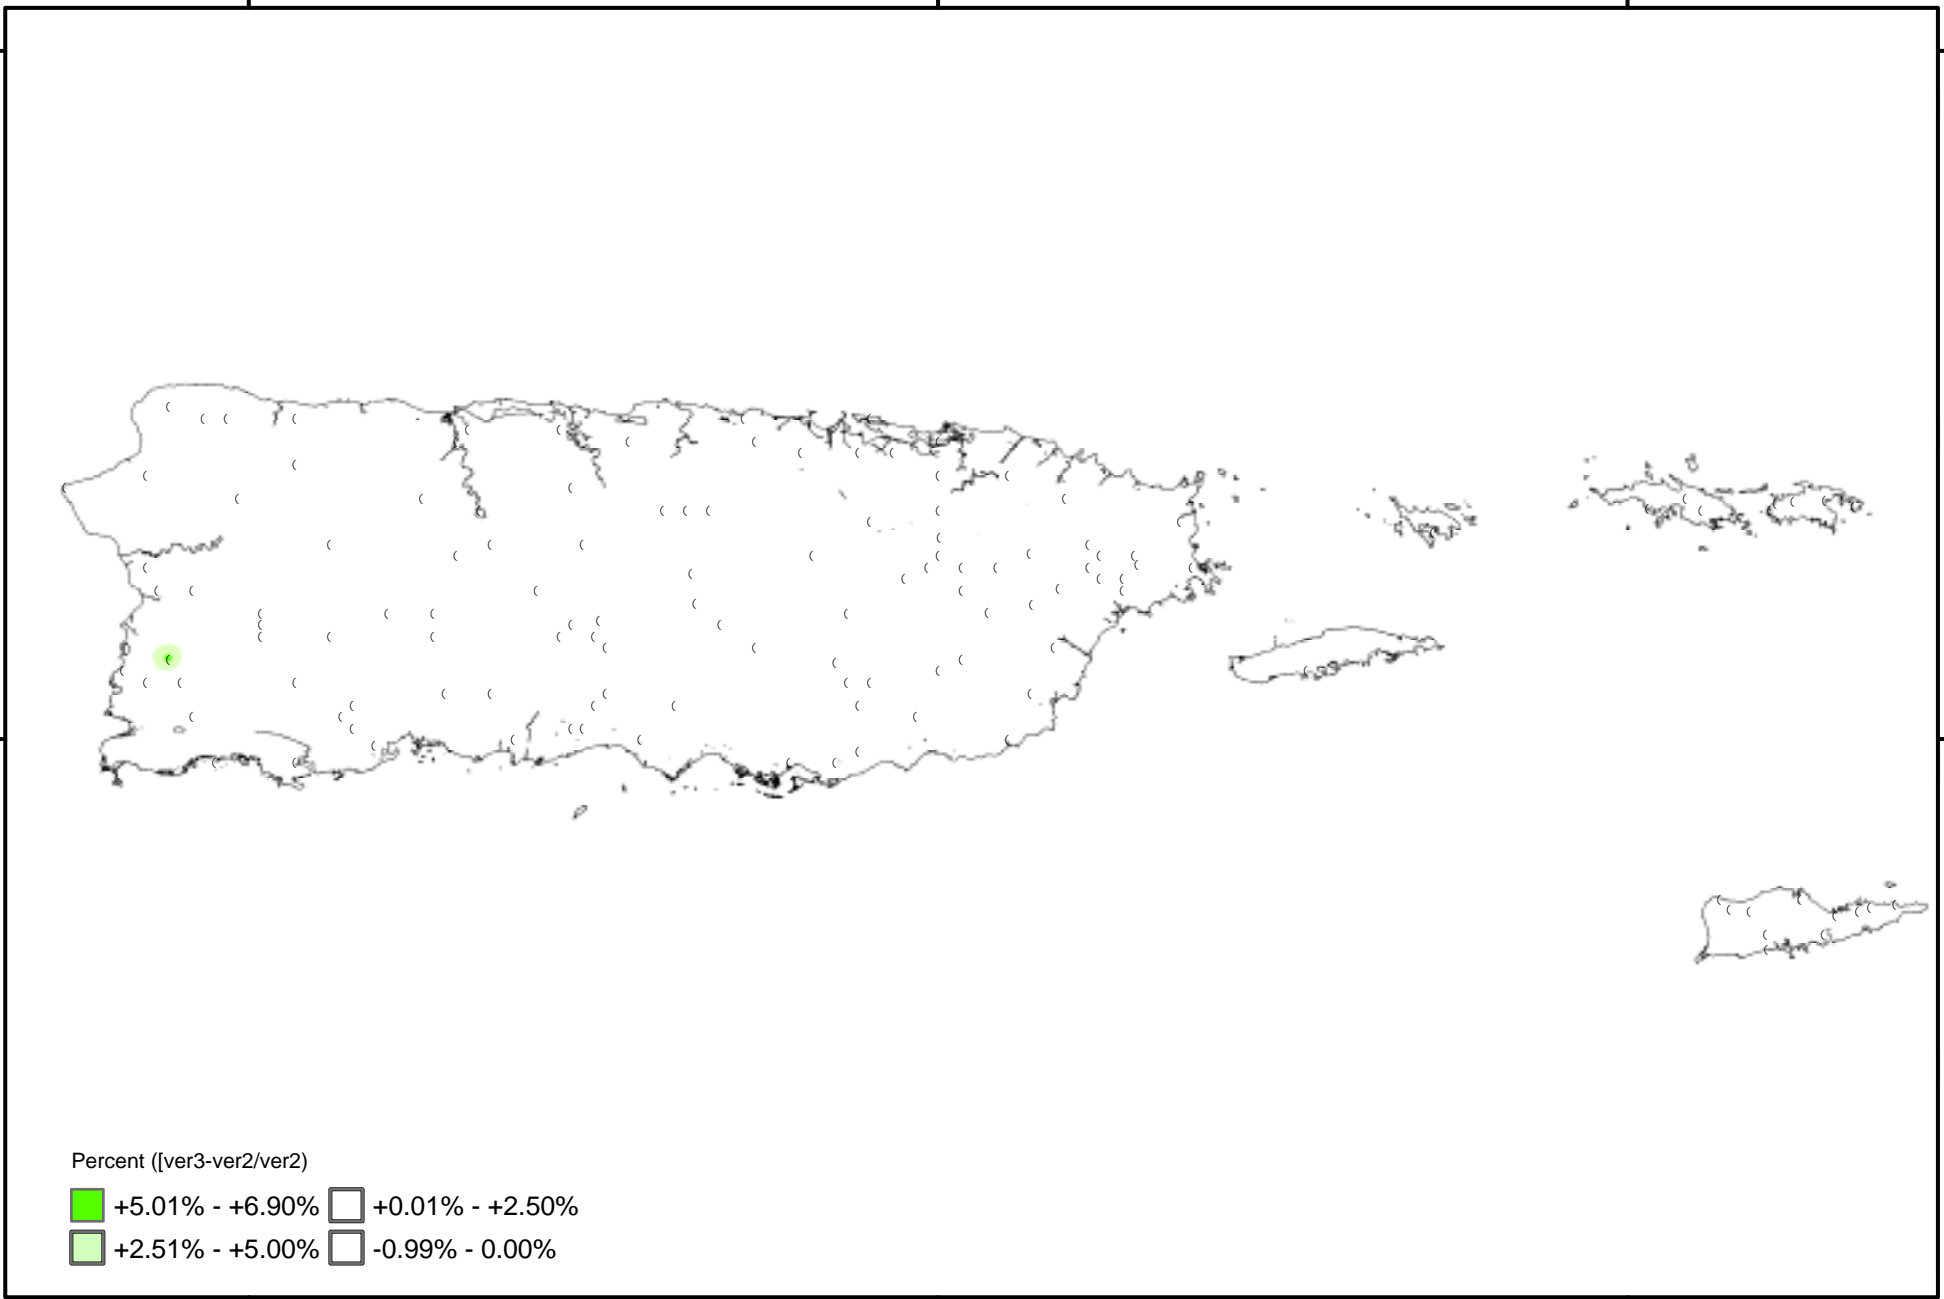 Percent ([ver3-ver2/ver2)
+5.01% - +6.90% +0.01% - +2.50%
+2.51% - +5.00% -0.99% - 0.00%